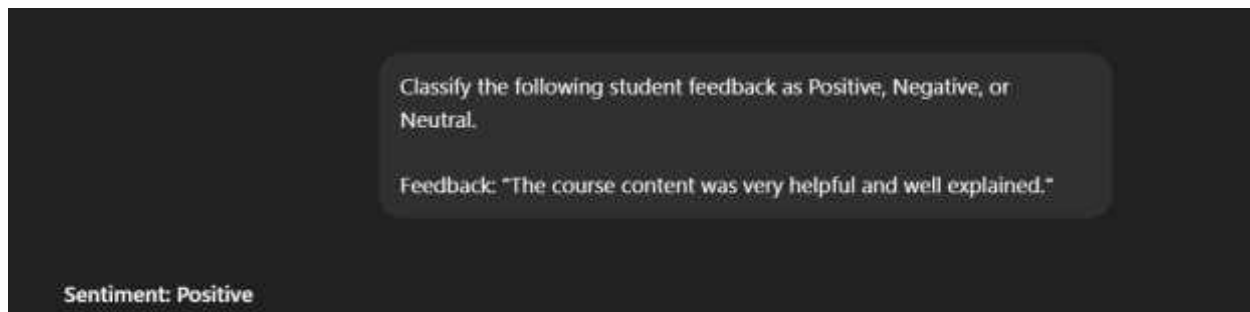 Classify the following student feedback as Positive, Negative, or
Neutral.
Feedback: "The course content was very helpful and well explained."
Sentiment: Positive